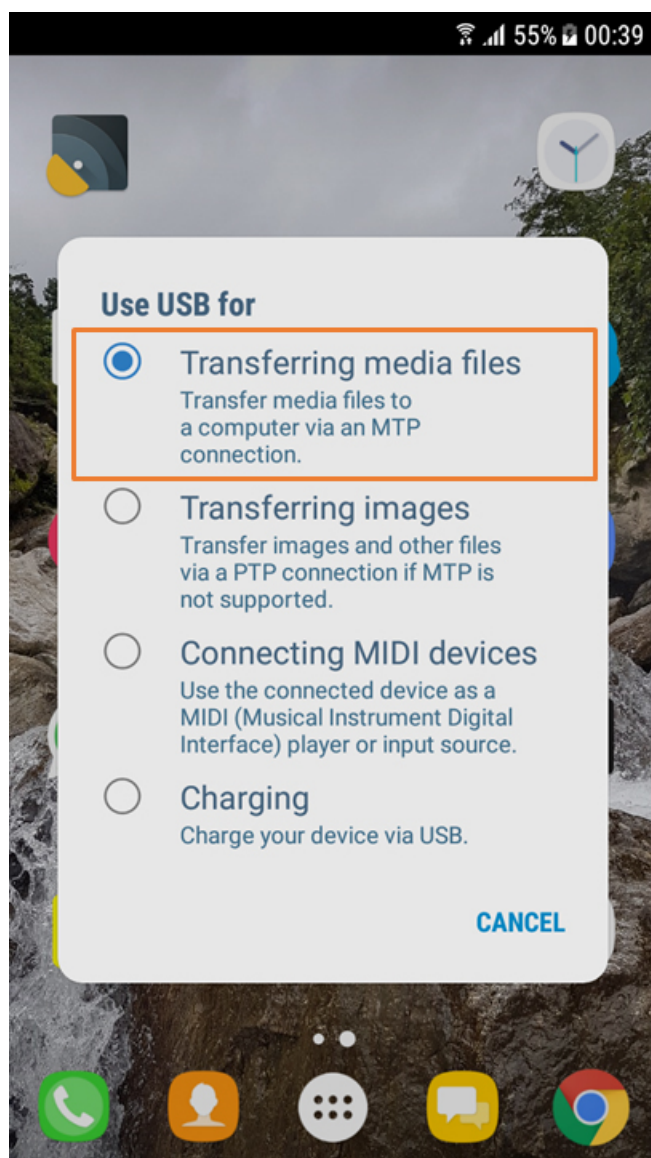 55% 00:39
Use USB for
Transferring media files
Transfer media files to
a computer via an MTP
connection.
Transferring images
Transfer images and other files
via a PTP connection if MTP is
not supported.
Connecting MIDI devices
Use the connected device as a
MIDI (Musical Instrument Digital
Interface) player or input source.
Charging
Charge your device via USB.
CANCEL